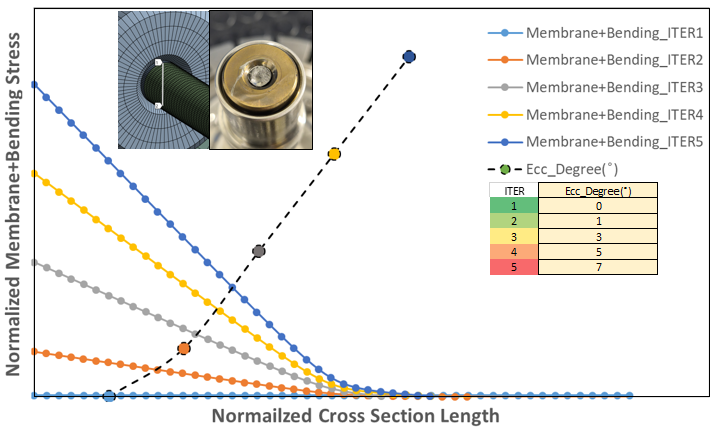 Normalized Membrane+Bending Stress
Membrane+Bending_ITER1
Membrane+Bending_ITER2
Membrane+Bending_ITER3
Membrane+Bending_ITER4
Membrane+Bending_ITER5
Ecc_Degree(°)
ITER Ecc_Degree(°)
1 0
2 1
3 3
4 5
5 7
Normailzed Cross Section Length